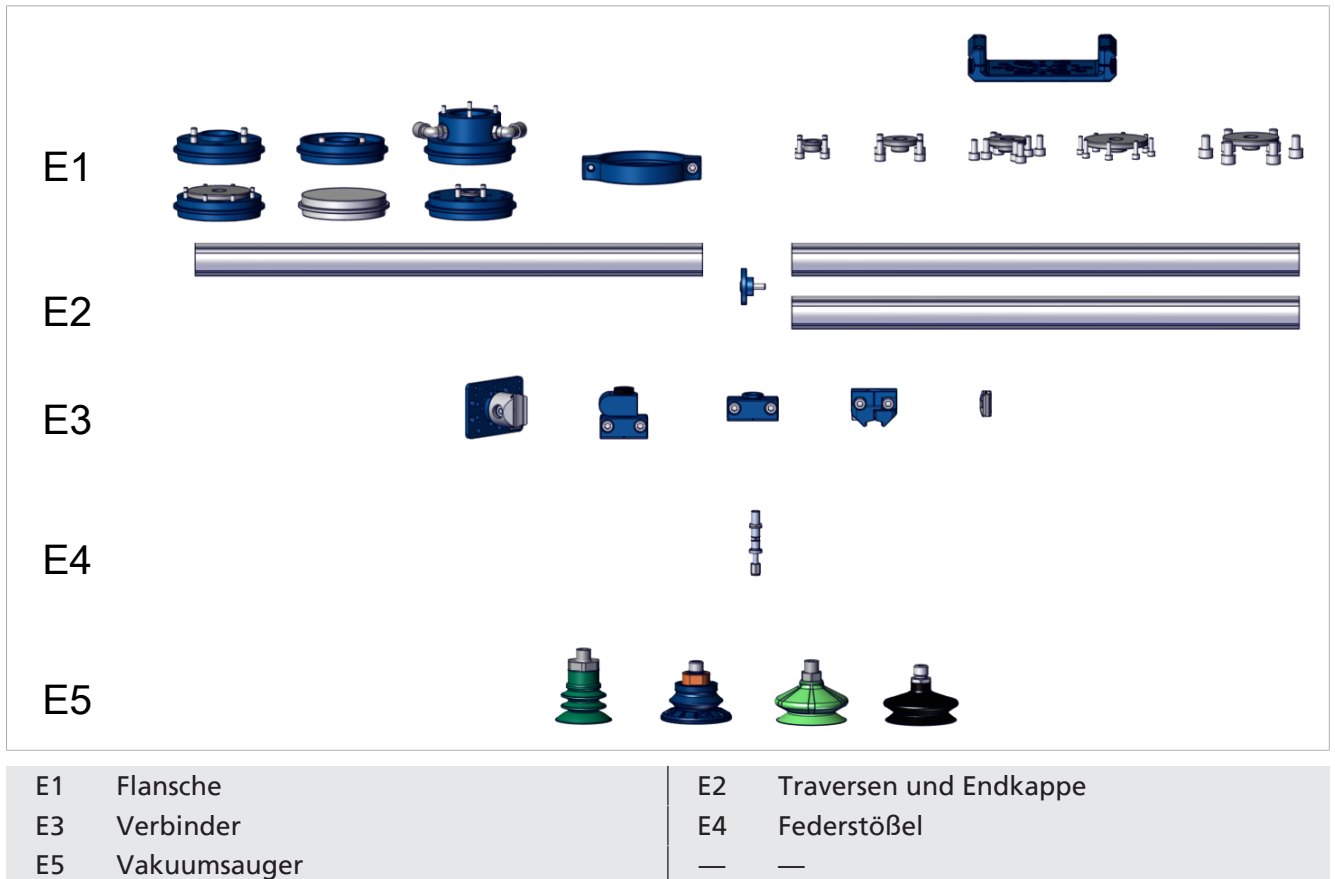 E1
E2
E3
E4
E5
E1 Flansche E2 Traversen und Endkappe
E3 Verbinder E4 Federstößel
E5 Vakuumsauger — —